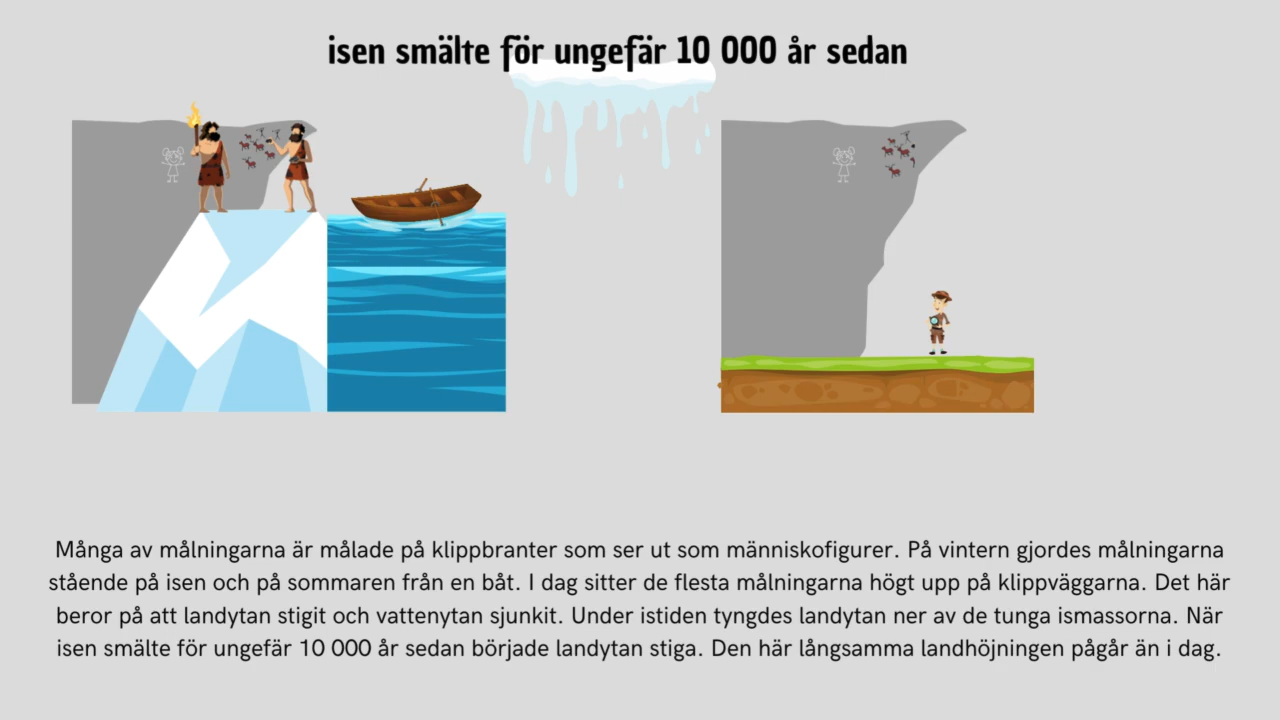 isen smälte för ungefär 10 000 år sedan
Många av målningarna är målade på klippbranter som ser ut som människofigurer. På vintern gjordes målningarna
stående på isen och på sommaren från en båt. I dag sitter de flesta målningarna högt upp på klippväggarna. Det här
beror på att landytan stigit och vattenytan sjunkit. Under istiden tyngdes landytan ner av de tunga ismassorna. När
isen smälte för ungefär 10 000 år sedan började landytan stiga. Den här långsamma landhöjningen pågår än i dag.